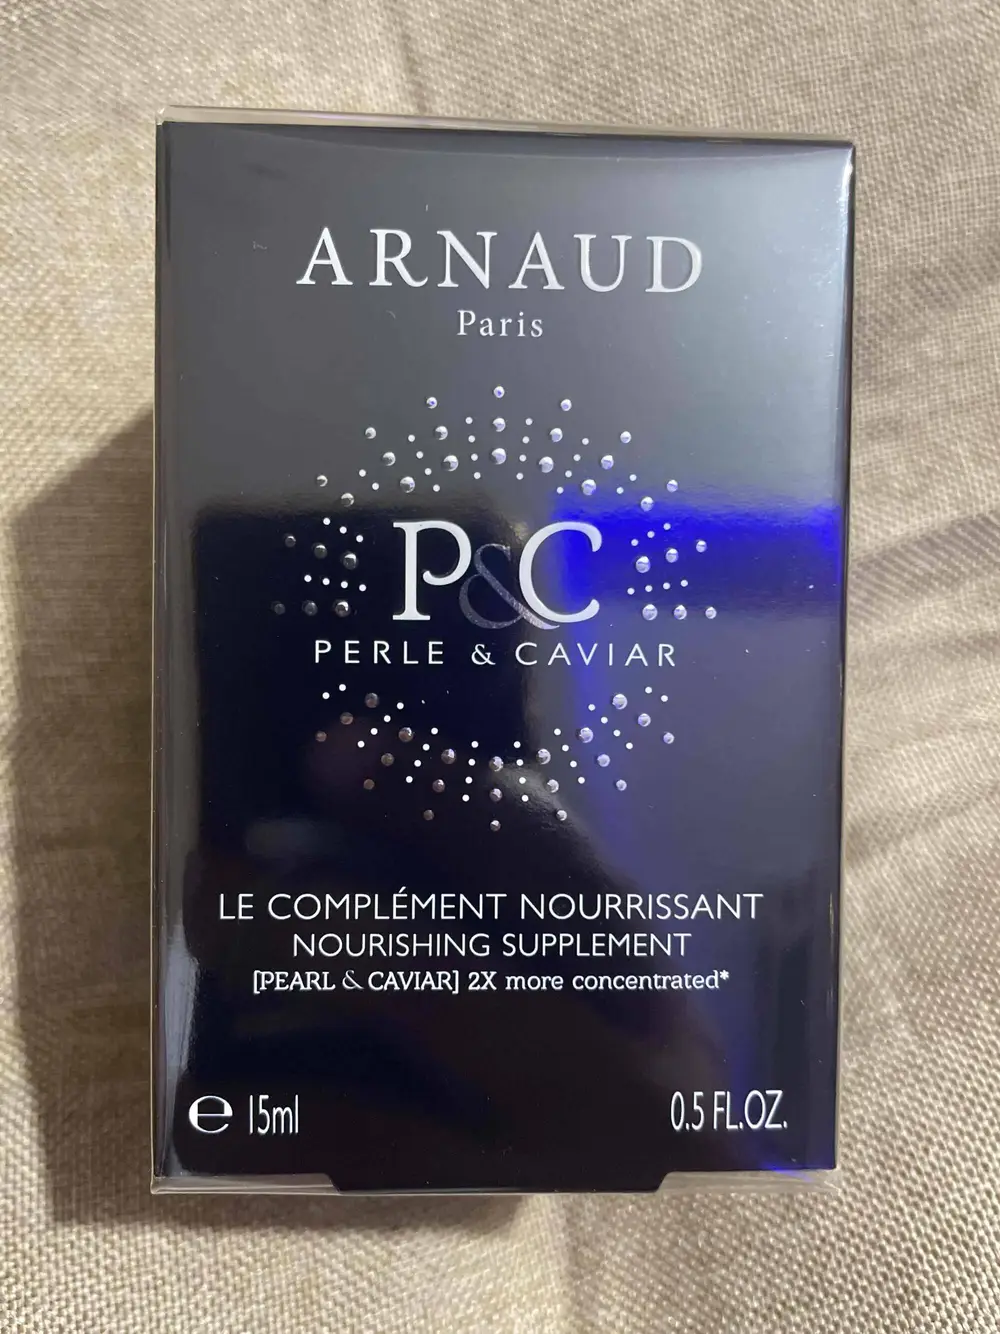 ARNAUD
Paris
P&C
PERLE & CAVIAR
LE COMPLÉMENT NOURRISSANT
NOURISHING SUPPLEMENT
[PEARL & CAVIAR] 2X more concentrated*
℮ 15ml
0.5 FL.OZ.